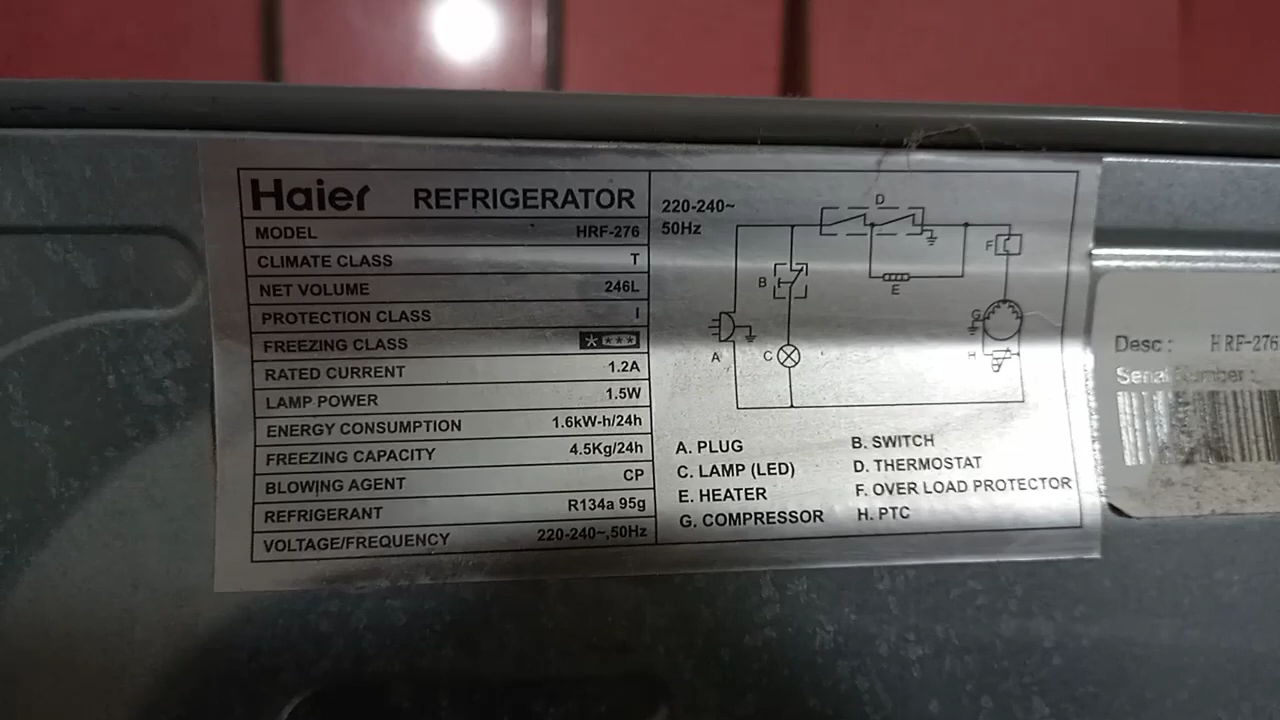 Haier REFRIGERATOR
MODEL HRF-276
CLIMATE CLASS T
NET VOLUME 246L
PROTECTION CLASS I
FREEZING CLASS ****
RATED CURRENT 1.2A
LAMP POWER 1.5W
ENERGY CONSUMPTION 1.6kW-h/24h
FREEZING CAPACITY 4.5Kg/24h
BLOWING AGENT CP
REFRIGERANT R134a 95g
VOLTAGE/FREQUENCY 220-240~,50Hz
220-240~
50Hz
D
F
B
E
G
A
C
H
A. PLUG B. SWITCH
C. LAMP (LED) D. THERMOSTAT
E. HEATER F. OVER LOAD PROTECTOR
G. COMPRESSOR H. PTC
Desc : HRF-276
Serial Number :